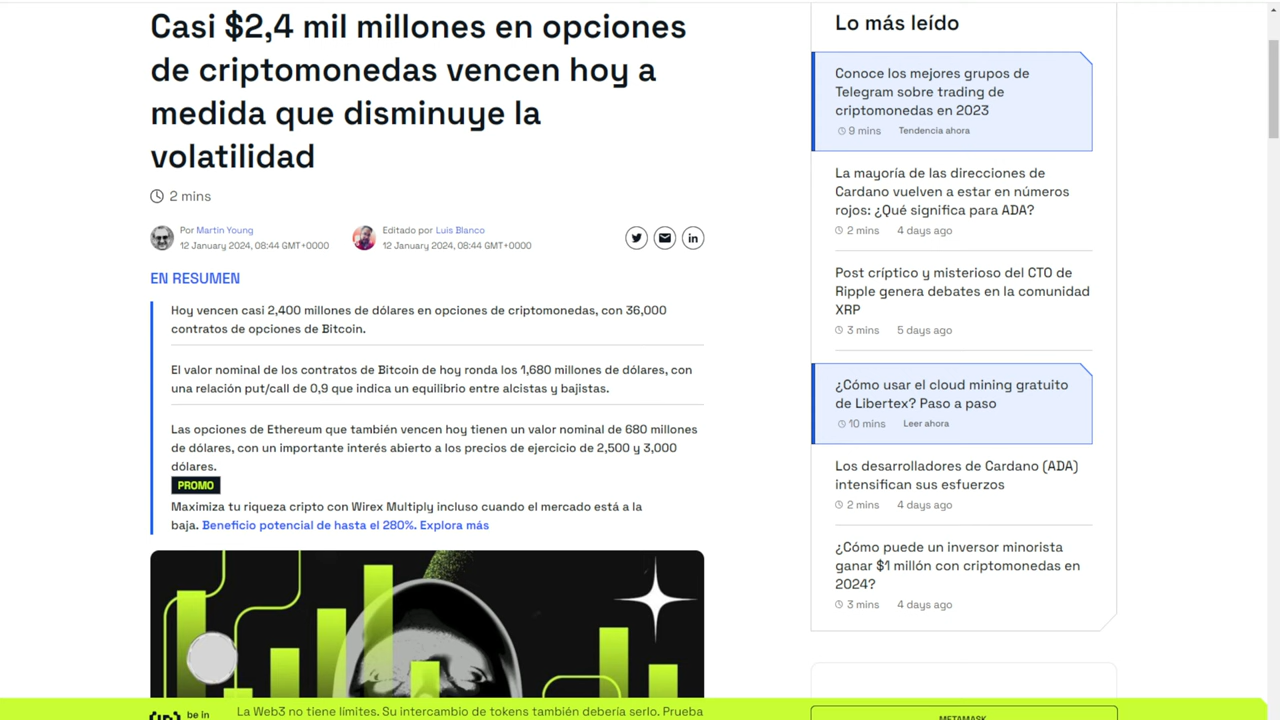 Casi $2,4 mil millones en opciones
de criptomonedas vencen hoy a
medida que disminuye la
volatilidad
2 mins
Por Martin Young
12 January 2024, 08:44 GMT+0000
Editado por Luis Blanco
12 January 2024, 08:44 GMT+0000
EN RESUMEN
Hoy vencen casi 2,400 millones de dólares en opciones de criptomonedas, con 36,000
contratos de opciones de Bitcoin.
El valor nominal de los contratos de Bitcoin de hoy ronda los 1,680 millones de dólares, con
una relación put/call de 0,9 que indica un equilibrio entre alcistas y bajistas.
Las opciones de Ethereum que también vencen hoy tienen un valor nominal de 680 millones
de dólares, con un importante interés abierto a los precios de ejercicio de 2,500 y 3,000
dólares.
PROMO
Maximiza tu riqueza cripto con Wirex Multiply incluso cuando el mercado está a la
baja. Beneficio potencial de hasta el 280%. Explora más
Lo más leído
Conoce los mejores grupos de
Telegram sobre trading de
criptomonedas en 2023
9 mins Tendencia ahora
La mayoría de las direcciones de
Cardano vuelven a estar en números
rojos: ¿Qué significa para ADA?
2 mins 4 days ago
Post críptico y misterioso del CTO de
Ripple genera debates en la comunidad
XRP
3 mins 5 days ago
¿Cómo usar el cloud mining gratuito
de Libertex? Paso a paso
10 mins Leer ahora
Los desarrolladores de Cardano (ADA)
intensifican sus esfuerzos
2 mins 4 days ago
¿Cómo puede un inversor minorista
ganar $1 millón con criptomonedas en
2024?
3 mins 4 days ago
be in
La Web3 no tiene límites. Su intercambio de tokens también debería serlo. Prueba
METAMASK